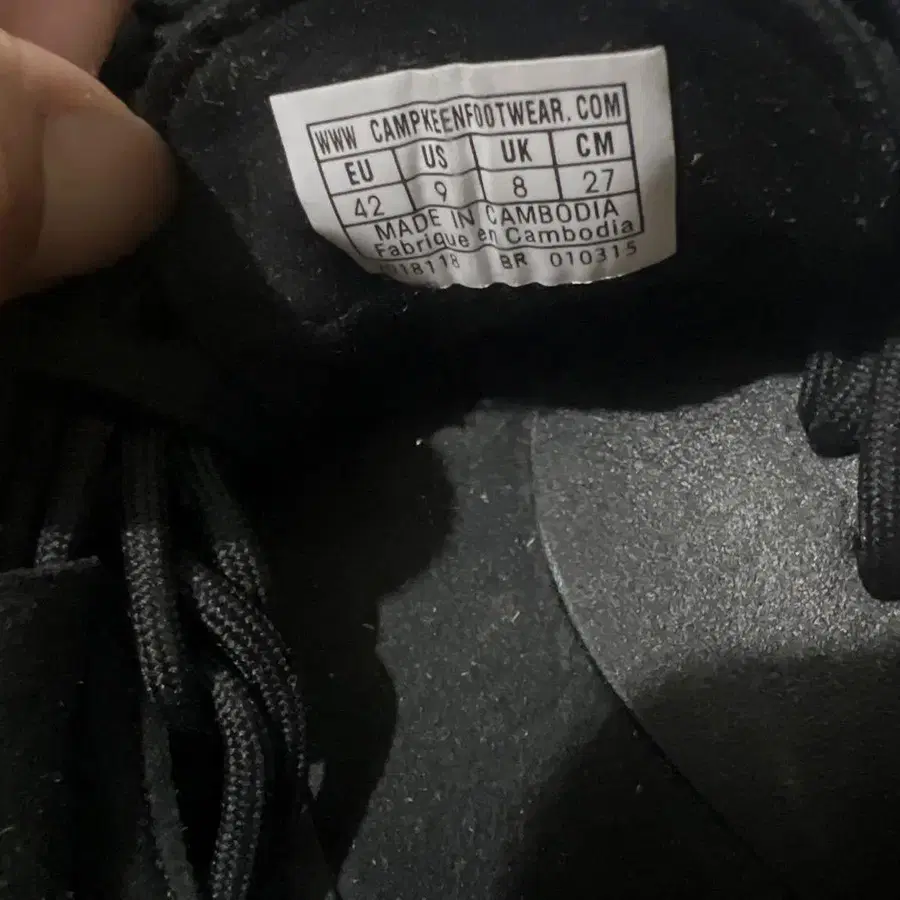 WWW CAMPKEENFOOTWEAR.COM
EU US UK CM
42 9 8 27
MADE IN CAMBODIA
Fabrique en Cambodia
018118 BR 010315